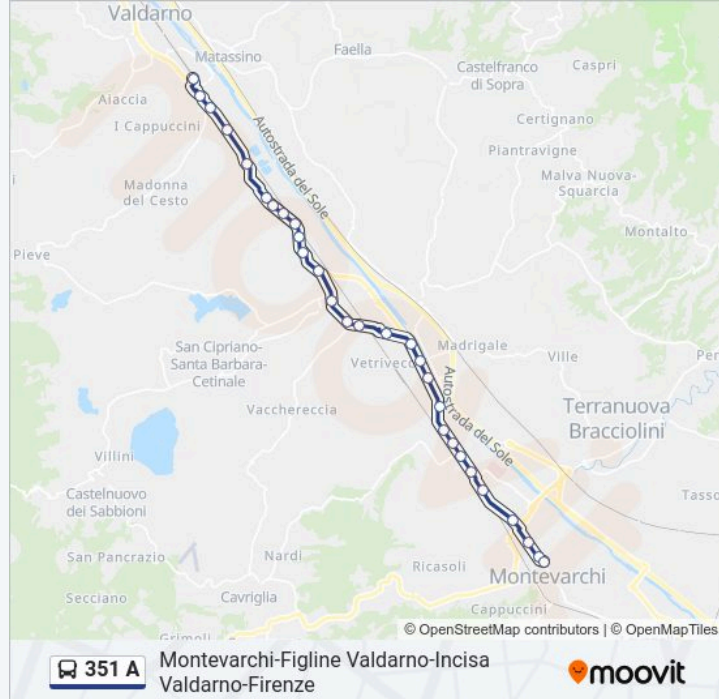 Valdarno
Matassino
Faella
Castelfranco
di Sopra
Caspri
Aiaccia
I Cappuccini
Autostrada del Sole
Certignano
Piantravigne
Malva Nuova-
Squarcia
Madonna
del Cesto
Montalto
Pieve
San Cipriano-
Santa Barbara-
Cetinale
Madrigale
Ville
Vacchereccia
Autostrada del Sole
Terranuova
Bracciolini
Villini
Castelnuovo
dei Sabbioni
San Pancrazio
Nardi
Ricasoli
Montevarchi
Secciano
Cavriglia
Cappuccini
© OpenStreetMap contributors | © OpenMapTiles
351 A
Montevarchi-Figline Valdarno-Incisa
Valdarno-Firenze
moovit